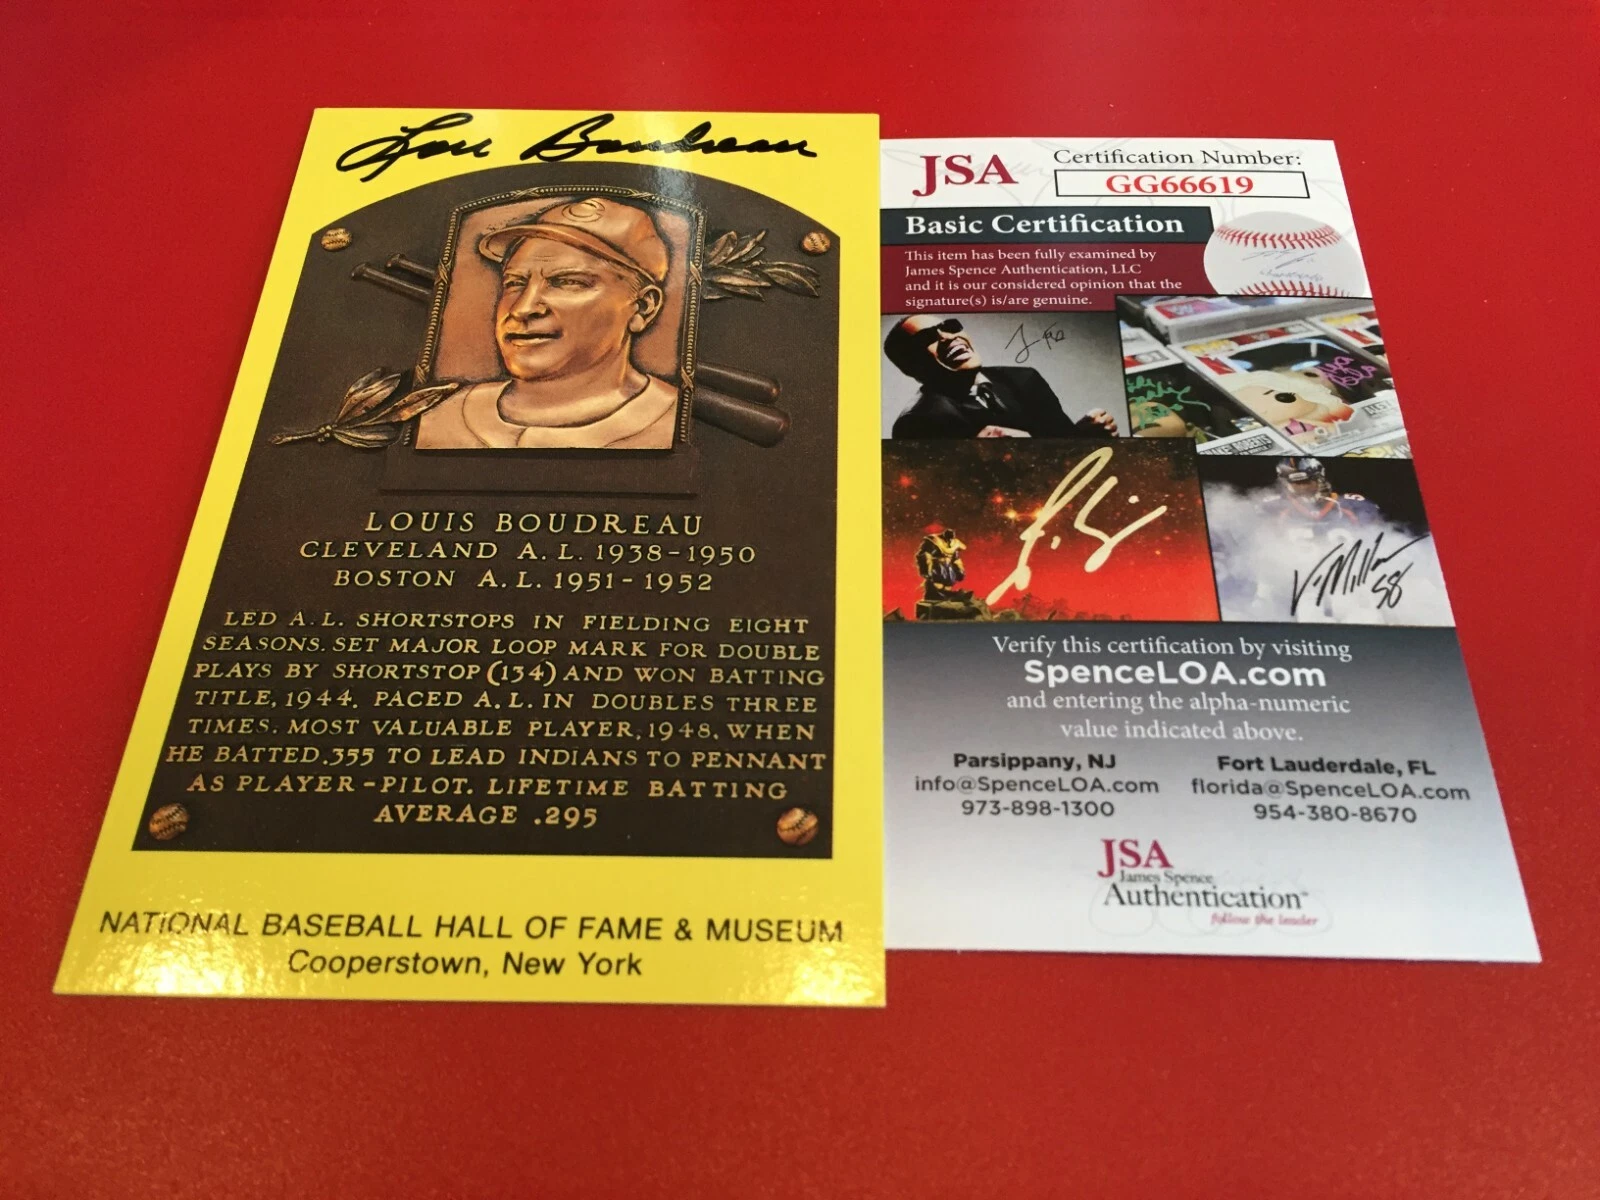 Lou Boudreau
LOUIS BOUDREAU
CLEVELAND A.L. 1938-1950
BOSTON A.L. 1951-1952
LED A.L. SHORTSTOPS IN FIELDING EIGHT
SEASONS. SET MAJOR LOOP MARK FOR DOUBLE
PLAYS BY SHORTSTOP (134) AND WON BATTING
TITLE, 1944. PACED A.L. IN DOUBLES THREE
TIMES. MOST VALUABLE PLAYER, 1948, WHEN
HE BATTED .355 TO LEAD INDIANS TO PENNANT
AS PLAYER-PILOT. LIFETIME BATTING
AVERAGE .295
NATIONAL BASEBALL HALL OF FAME & MUSEUM
Cooperstown, New York
JSA
Certification Number:
GG66619
Basic Certification
This item has been fully examined by
James Spence Authentication, LLC
and it is our considered opinion that the
signature(s) is/are genuine.
V. Miller
58
Verify this certification by visiting
SpenceLOA.com
and entering the alpha-numeric
value indicated above.
Parsippany, NJ
info@SpenceLOA.com
973-898-1300
Fort Lauderdale, FL
florida@SpenceLOA.com
954-380-8670
JSA
James Spence
Authentication™
follow the leader